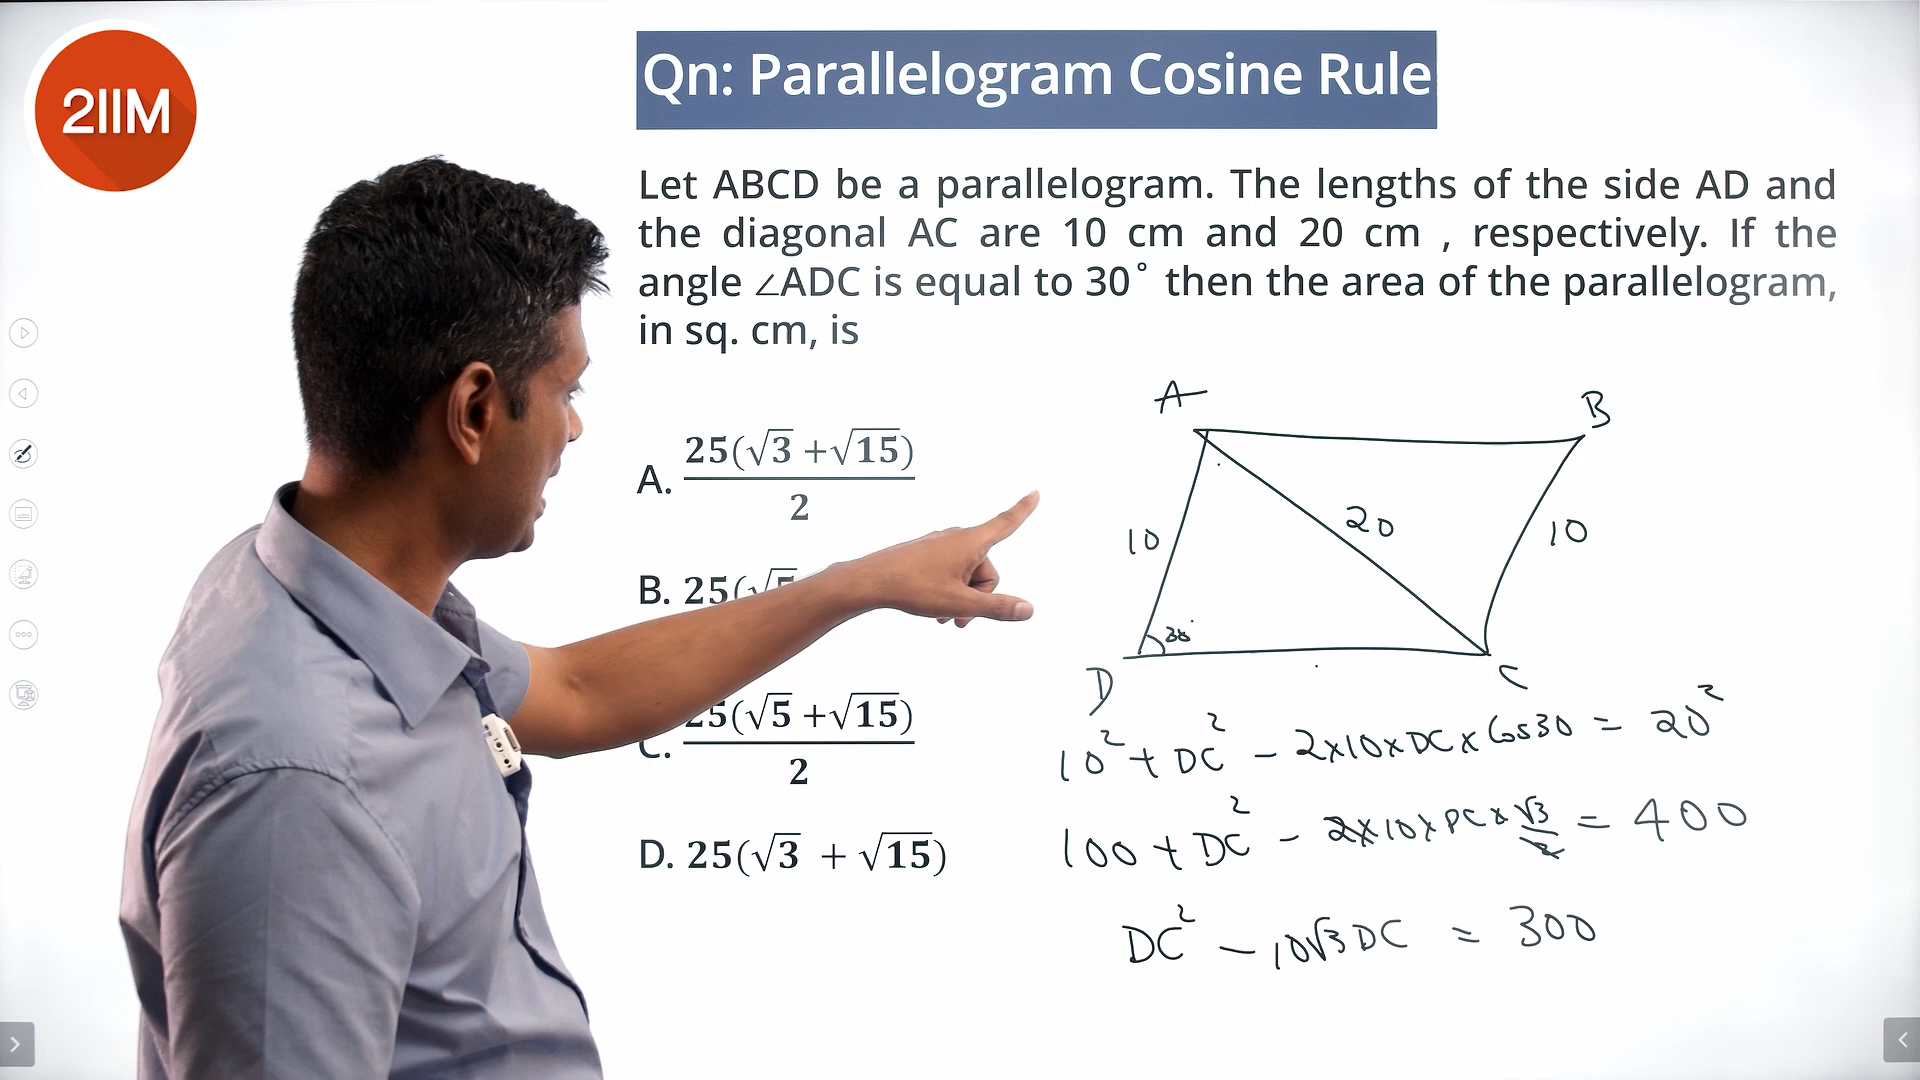 2IIM
Qn: Parallelogram Cosine Rule
Let ABCD be a parallelogram. The lengths of the side AD and
the diagonal AC are 10 cm and 20 cm , respectively. If the
angle ∠ADC is equal to 30° then the area of the parallelogram,
in sq. cm, is
A. 25(√3 +√15)
2
B. 25(√5
C. 25(√5 +√15)
2
D. 25(√3 + √15)
A
B
10
20
10
30°
D
C
10² + DC² - 2×10×DC× Cos30 = 20²
100 + DC² - 2×10×DC× √3/2 = 400
DC² - 10√3 DC = 300